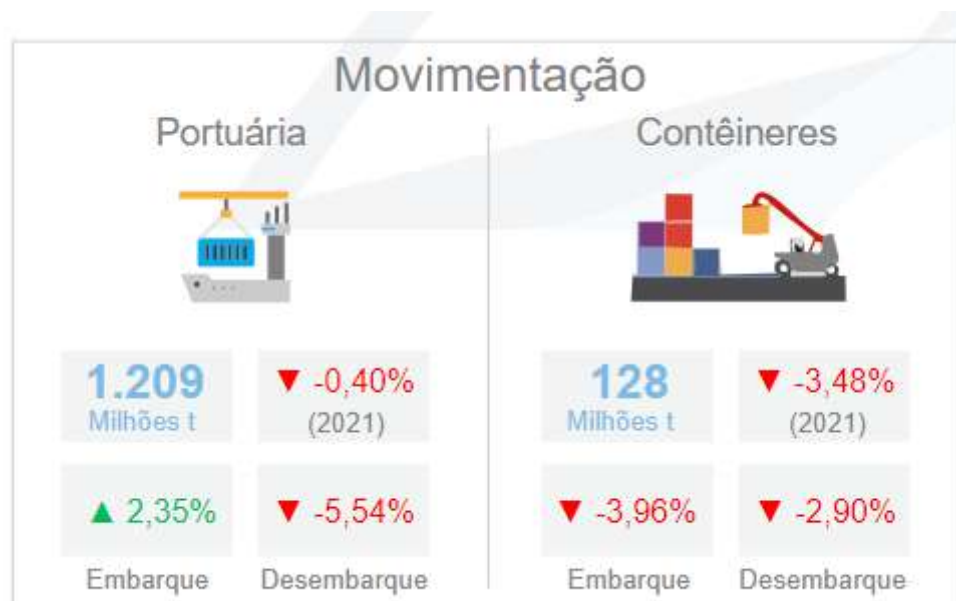 Movimentação
Portuária
1.209
Milhões t
▼ -0,40%
(2021)
▲ 2,35%
Embarque
▼ -5,54%
Desembarque
Contêineres
128
Milhões t
▼ -3,48%
(2021)
▼ -3,96%
Embarque
▼ -2,90%
Desembarque